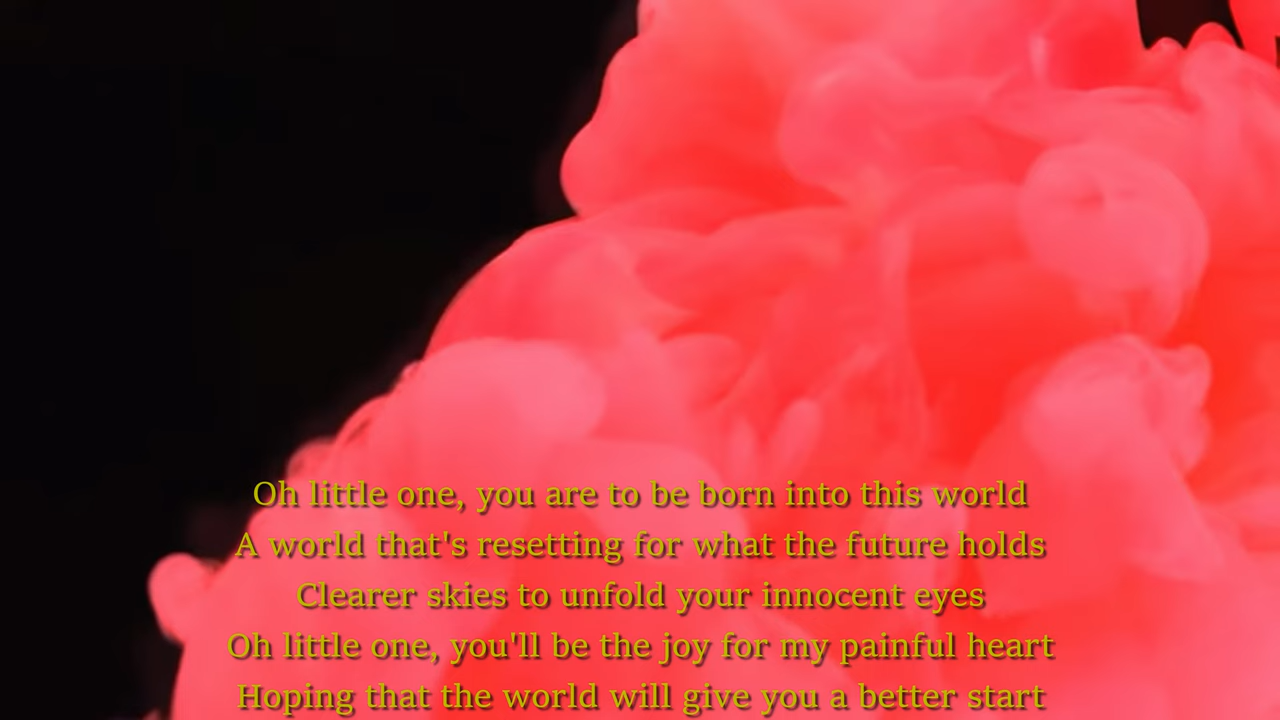 Oh little one, you are to be born into this world
A world that's resetting for what the future holds
Clearer skies to unfold your innocent eyes
Oh little one, you'll be the joy for my painful heart
Hoping that the world will give you a better start